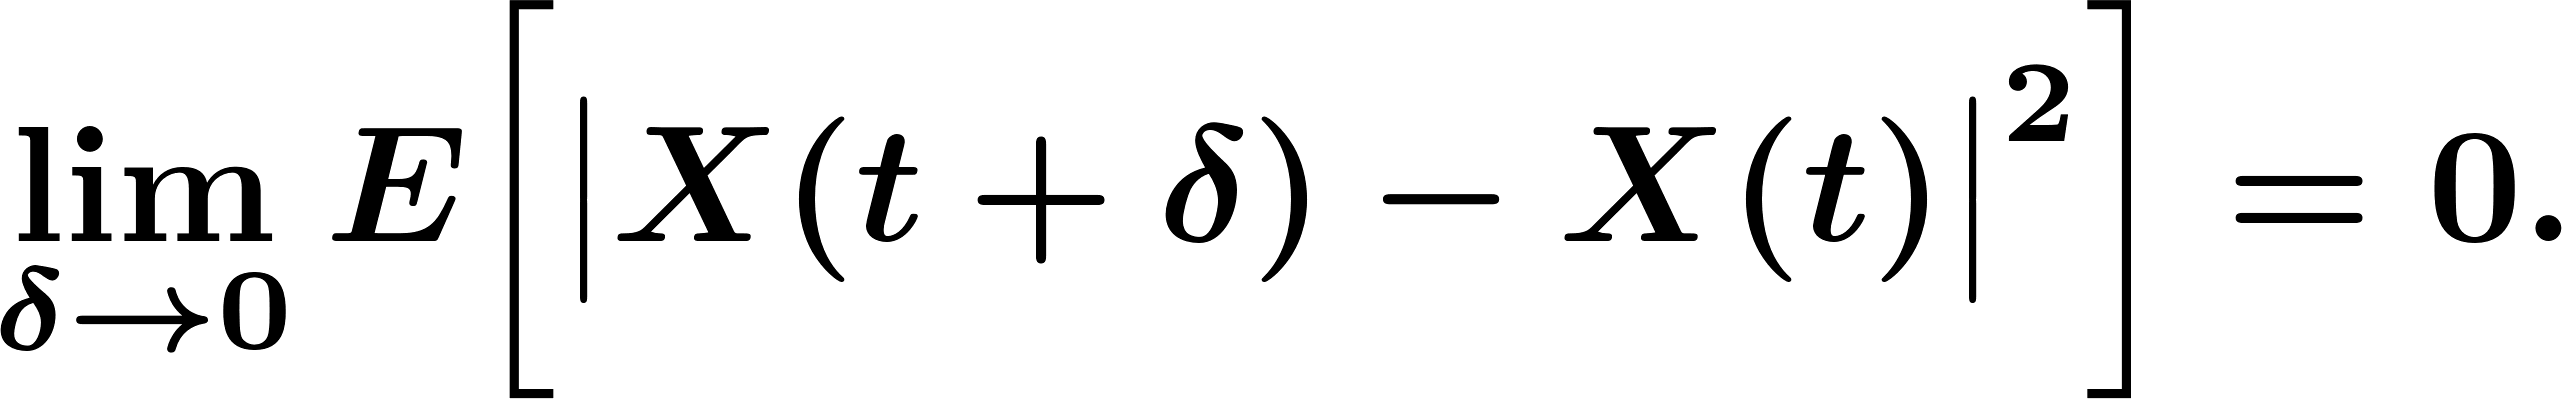 lim_{δ→0} E[|X(t + δ) − X(t)|²] = 0.